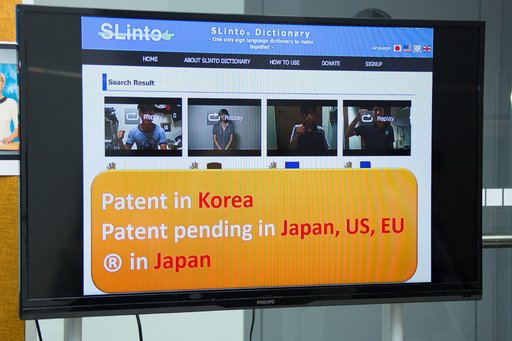 SLinto
SLinto® Dictionary
- One only sign language dictionary to make
together -
Language:
HOME ABOUT SLINTO DICTIONARY HOW TO USE DONATE SIGNUP
Search Result
Replay Replay Replay Replay
Patent in Korea
Patent pending in Japan, US, EU
® in Japan
PHILIPS